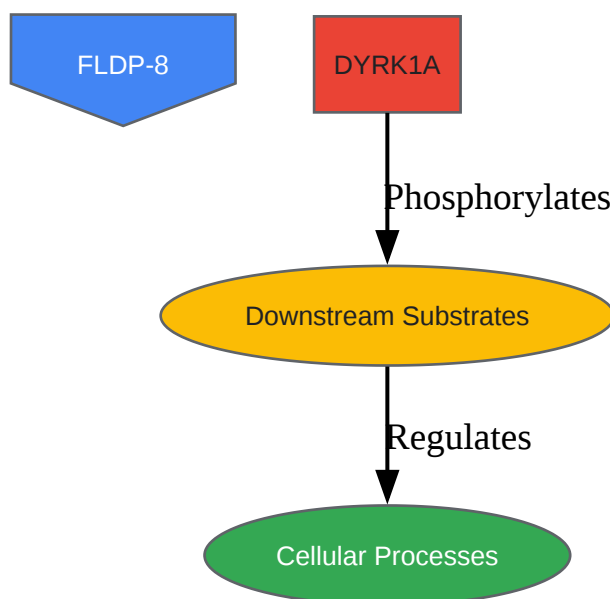 FLDP-8
DYRK1A
Phosphorylates
Downstream Substrates
Regulates
Cellular Processes